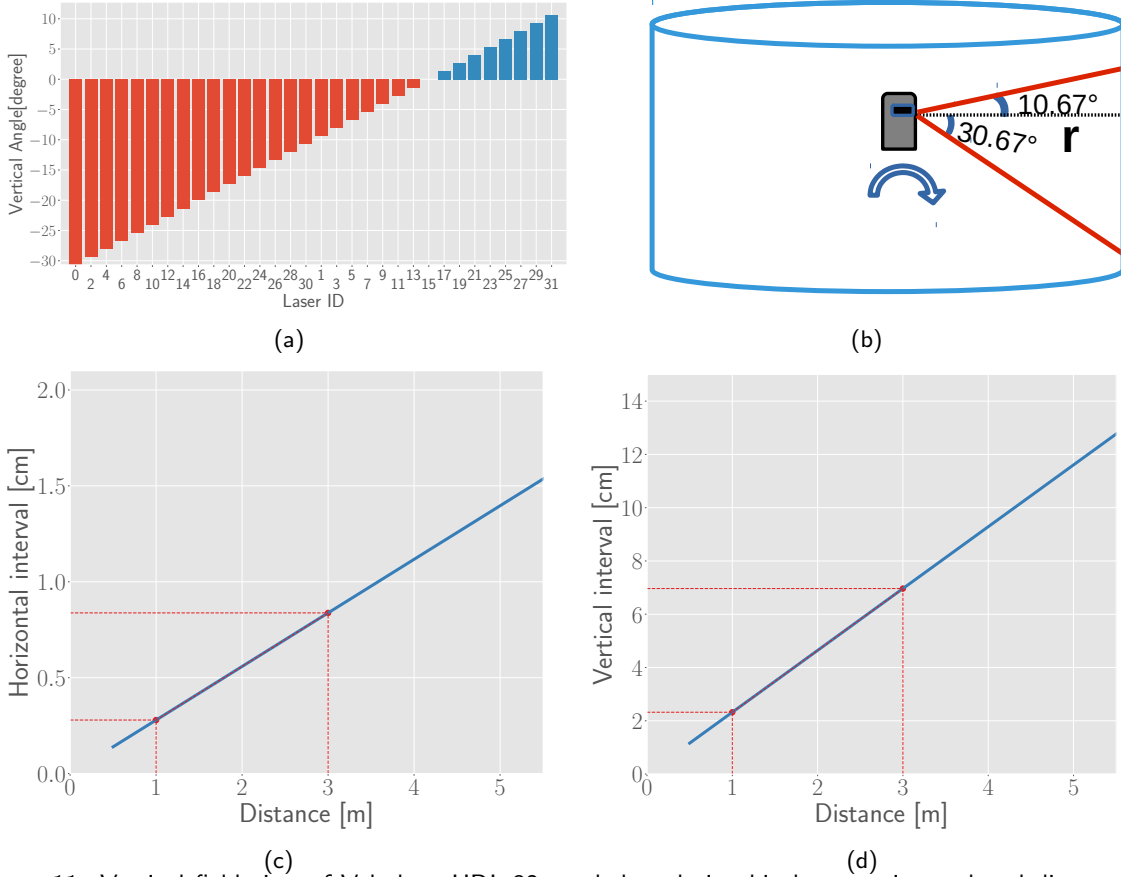 10
5
0
−5
−10
−15
−20
−25
−30
Vertical Angle[degree]
0 4 8 12 16 20 24 28 1 5 9 13 17 21 25 29
2 6 10 14 18 22 26 30 3 7 11 15 19 23 27 31
Laser ID
(a)
10.67°
30.67°
r
(b)
2.0
1.5
1.0
0.5
0.0
Horizontal interval [cm]
0 1 2 3 4 5
Distance [m]
(c)
14
12
10
8
6
4
2
0
Vertical interval [cm]
0 1 2 3 4 5
Distance [m]
(d)